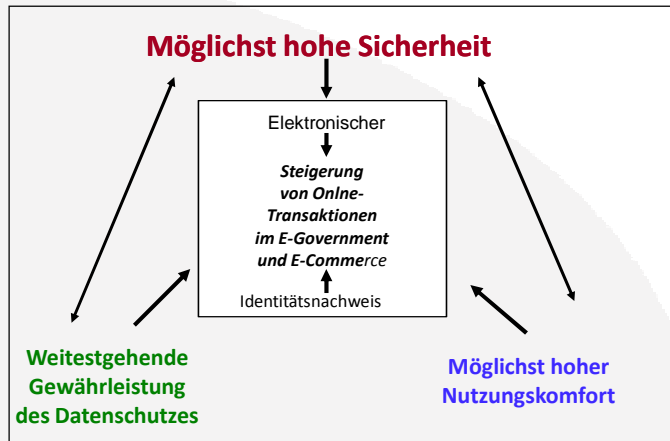 Möglichst hohe Sicherheit
Elektronischer
Steigerung
von Onlne-
Transaktionen
im E-Government
und E-Commerce
Identitätsnachweis
Weitestgehende
Gewährleistung
des Datenschutzes
Möglichst hoher
Nutzungskomfort